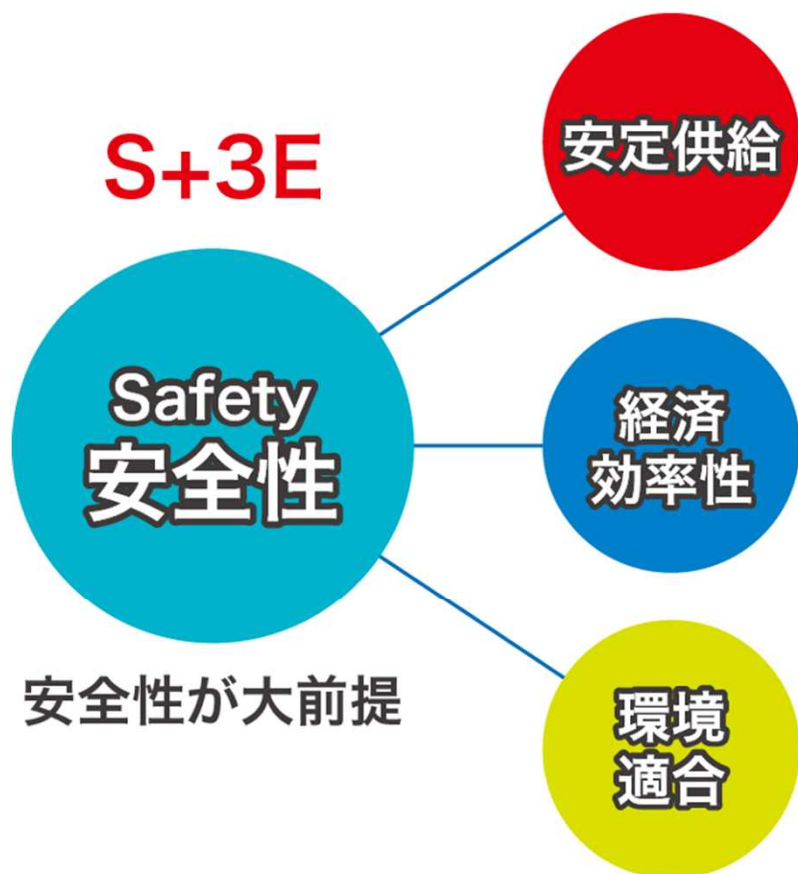 S+3E
Safety
安全性
安全性が大前提
安定供給
経済
効率性
環境
適合